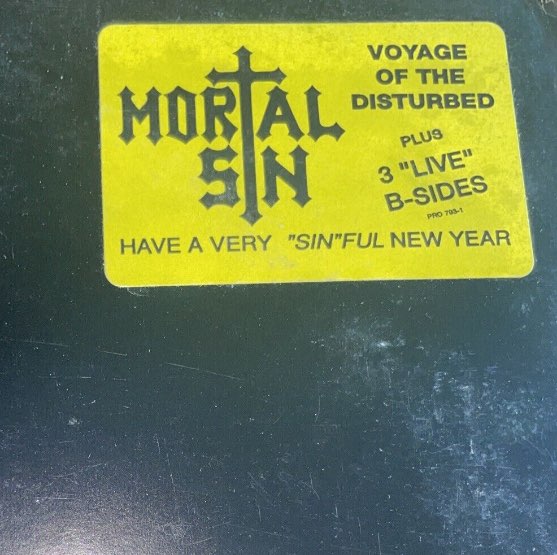 MORTAL
SIN
VOYAGE
OF THE
DISTURBED
PLUS
3 "LIVE"
B-SIDES
PRO 793-1
HAVE A VERY "SIN"FUL NEW YEAR